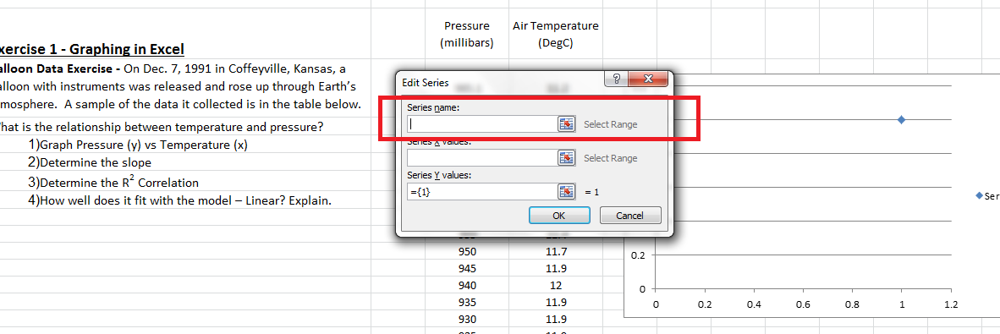 Pressure
(millibars)
Air Temperature
(DegC)
xercise 1 - Graphing in Excel
alloon Data Exercise - On Dec. 7, 1991 in Coffeyville, Kansas, a
alloon with instruments was released and rose up through Earth's
mosphere. A sample of the data it collected is in the table below.
hat is the relationship between temperature and pressure?
1)Graph Pressure (y) vs Temperature (x)
2)Determine the slope
3)Determine the R² Correlation
4)How well does it fit with the model – Linear? Explain.
Edit Series
?
Series name:
Select Range
Series X values:
Select Range
Series Y values:
={1}
= 1
OK
Cancel
950 11.7
945 11.9
940 12
935 11.9
930 11.9
Ser
0.2
0
0 0.2 0.4 0.6 0.8 1 1.2